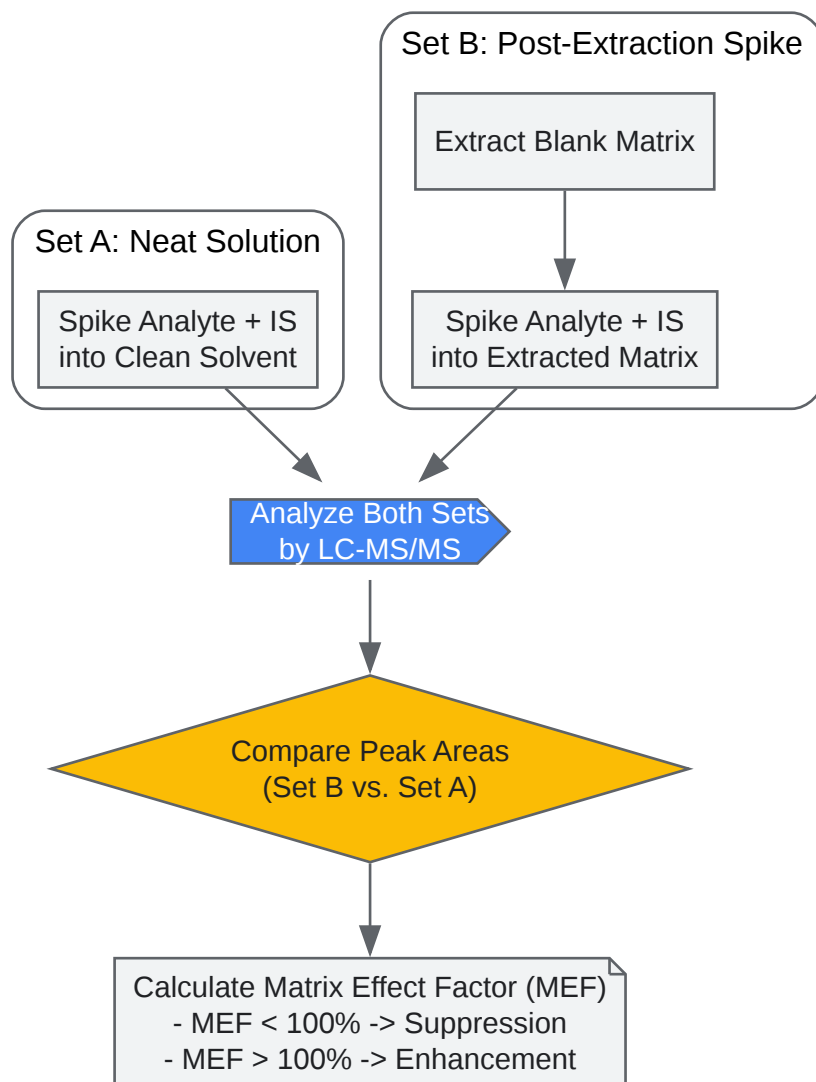 Set B: Post-Extraction Spike
Extract Blank Matrix
Set A: Neat Solution
Spike Analyte + IS
into Clean Solvent
Spike Analyte + IS
into Extracted Matrix
Analyze Both Sets
by LC-MS/MS
Compare Peak Areas
(Set B vs. Set A)
Calculate Matrix Effect Factor (MEF)
- MEF < 100% -> Suppression
- MEF > 100% -> Enhancement